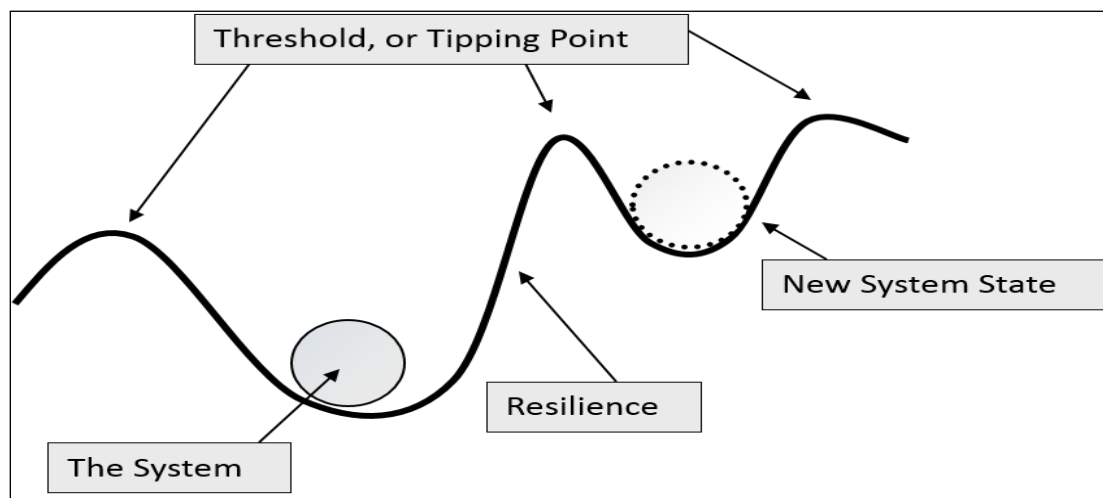 Threshold, or Tipping Point
New System State
Resilience
The System